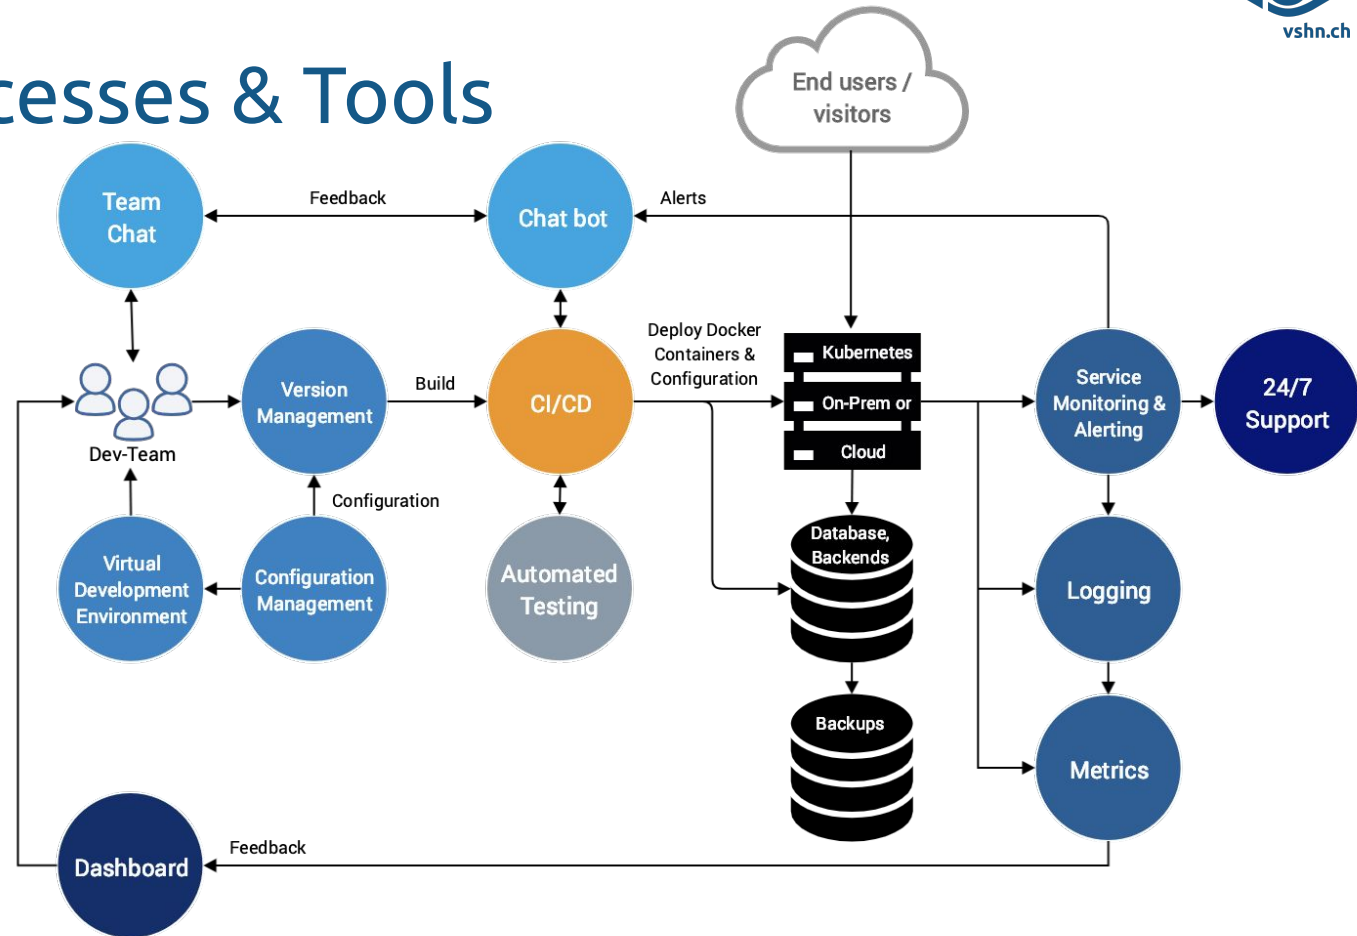 vshn.ch
cesses & Tools
End users /
visitors
Team
Chat
Feedback
Chat bot
Alerts
Deploy Docker
Containers &
Configuration
Kubernetes
On-Prem or
Cloud
Dev-Team
Version
Management
Build
CI/CD
Service
Monitoring &
Alerting
24/7
Support
Configuration
Virtual
Development
Environment
Configuration
Management
Automated
Testing
Database,
Backends
Logging
Backups
Metrics
Dashboard
Feedback